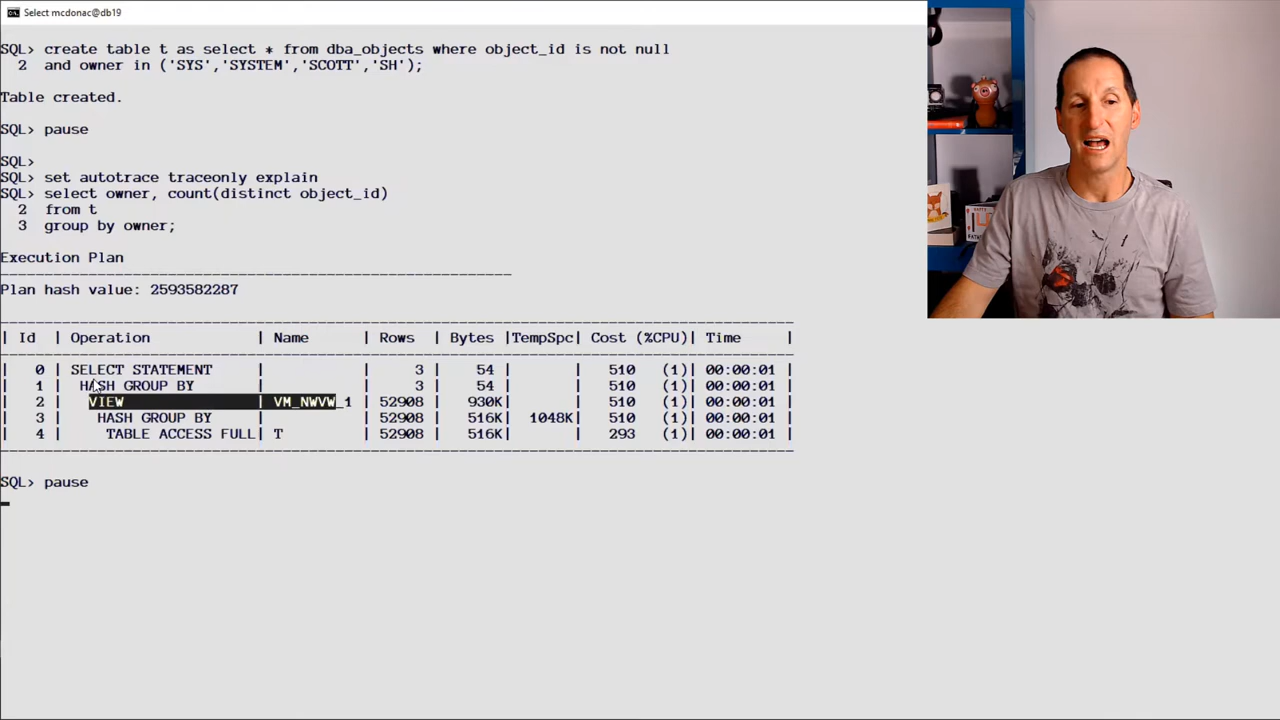 Select mcdonac@db19
SQL> create table t as select * from dba_objects where object_id is not null
  2  and owner in ('SYS','SYSTEM','SCOTT','SH');
Table created.
SQL> pause
SQL>
SQL> set autotrace traceonly explain
SQL> select owner, count(distinct object_id)
  2  from t
  3  group by owner;
Execution Plan
----------------------------------------------------------
Plan hash value: 2593582287
------------------------------------------------------------------------------------------
| Id  | Operation            | Name      | Rows  | Bytes |TempSpc| Cost (%CPU)| Time     |
------------------------------------------------------------------------------------------
|   0 | SELECT STATEMENT     |           |     3 |    54 |       |   510   (1)| 00:00:01 |
|   1 |  HASH GROUP BY       |           |     3 |    54 |       |   510   (1)| 00:00:01 |
|   2 |   VIEW               | VM_NWVW_1 | 52908 |   930K|       |   510   (1)| 00:00:01 |
|   3 |    HASH GROUP BY     |           | 52908 |   516K|  1048K|   510   (1)| 00:00:01 |
|   4 |     TABLE ACCESS FULL| T         | 52908 |   516K|       |   293   (1)| 00:00:01 |
------------------------------------------------------------------------------------------
SQL> pause